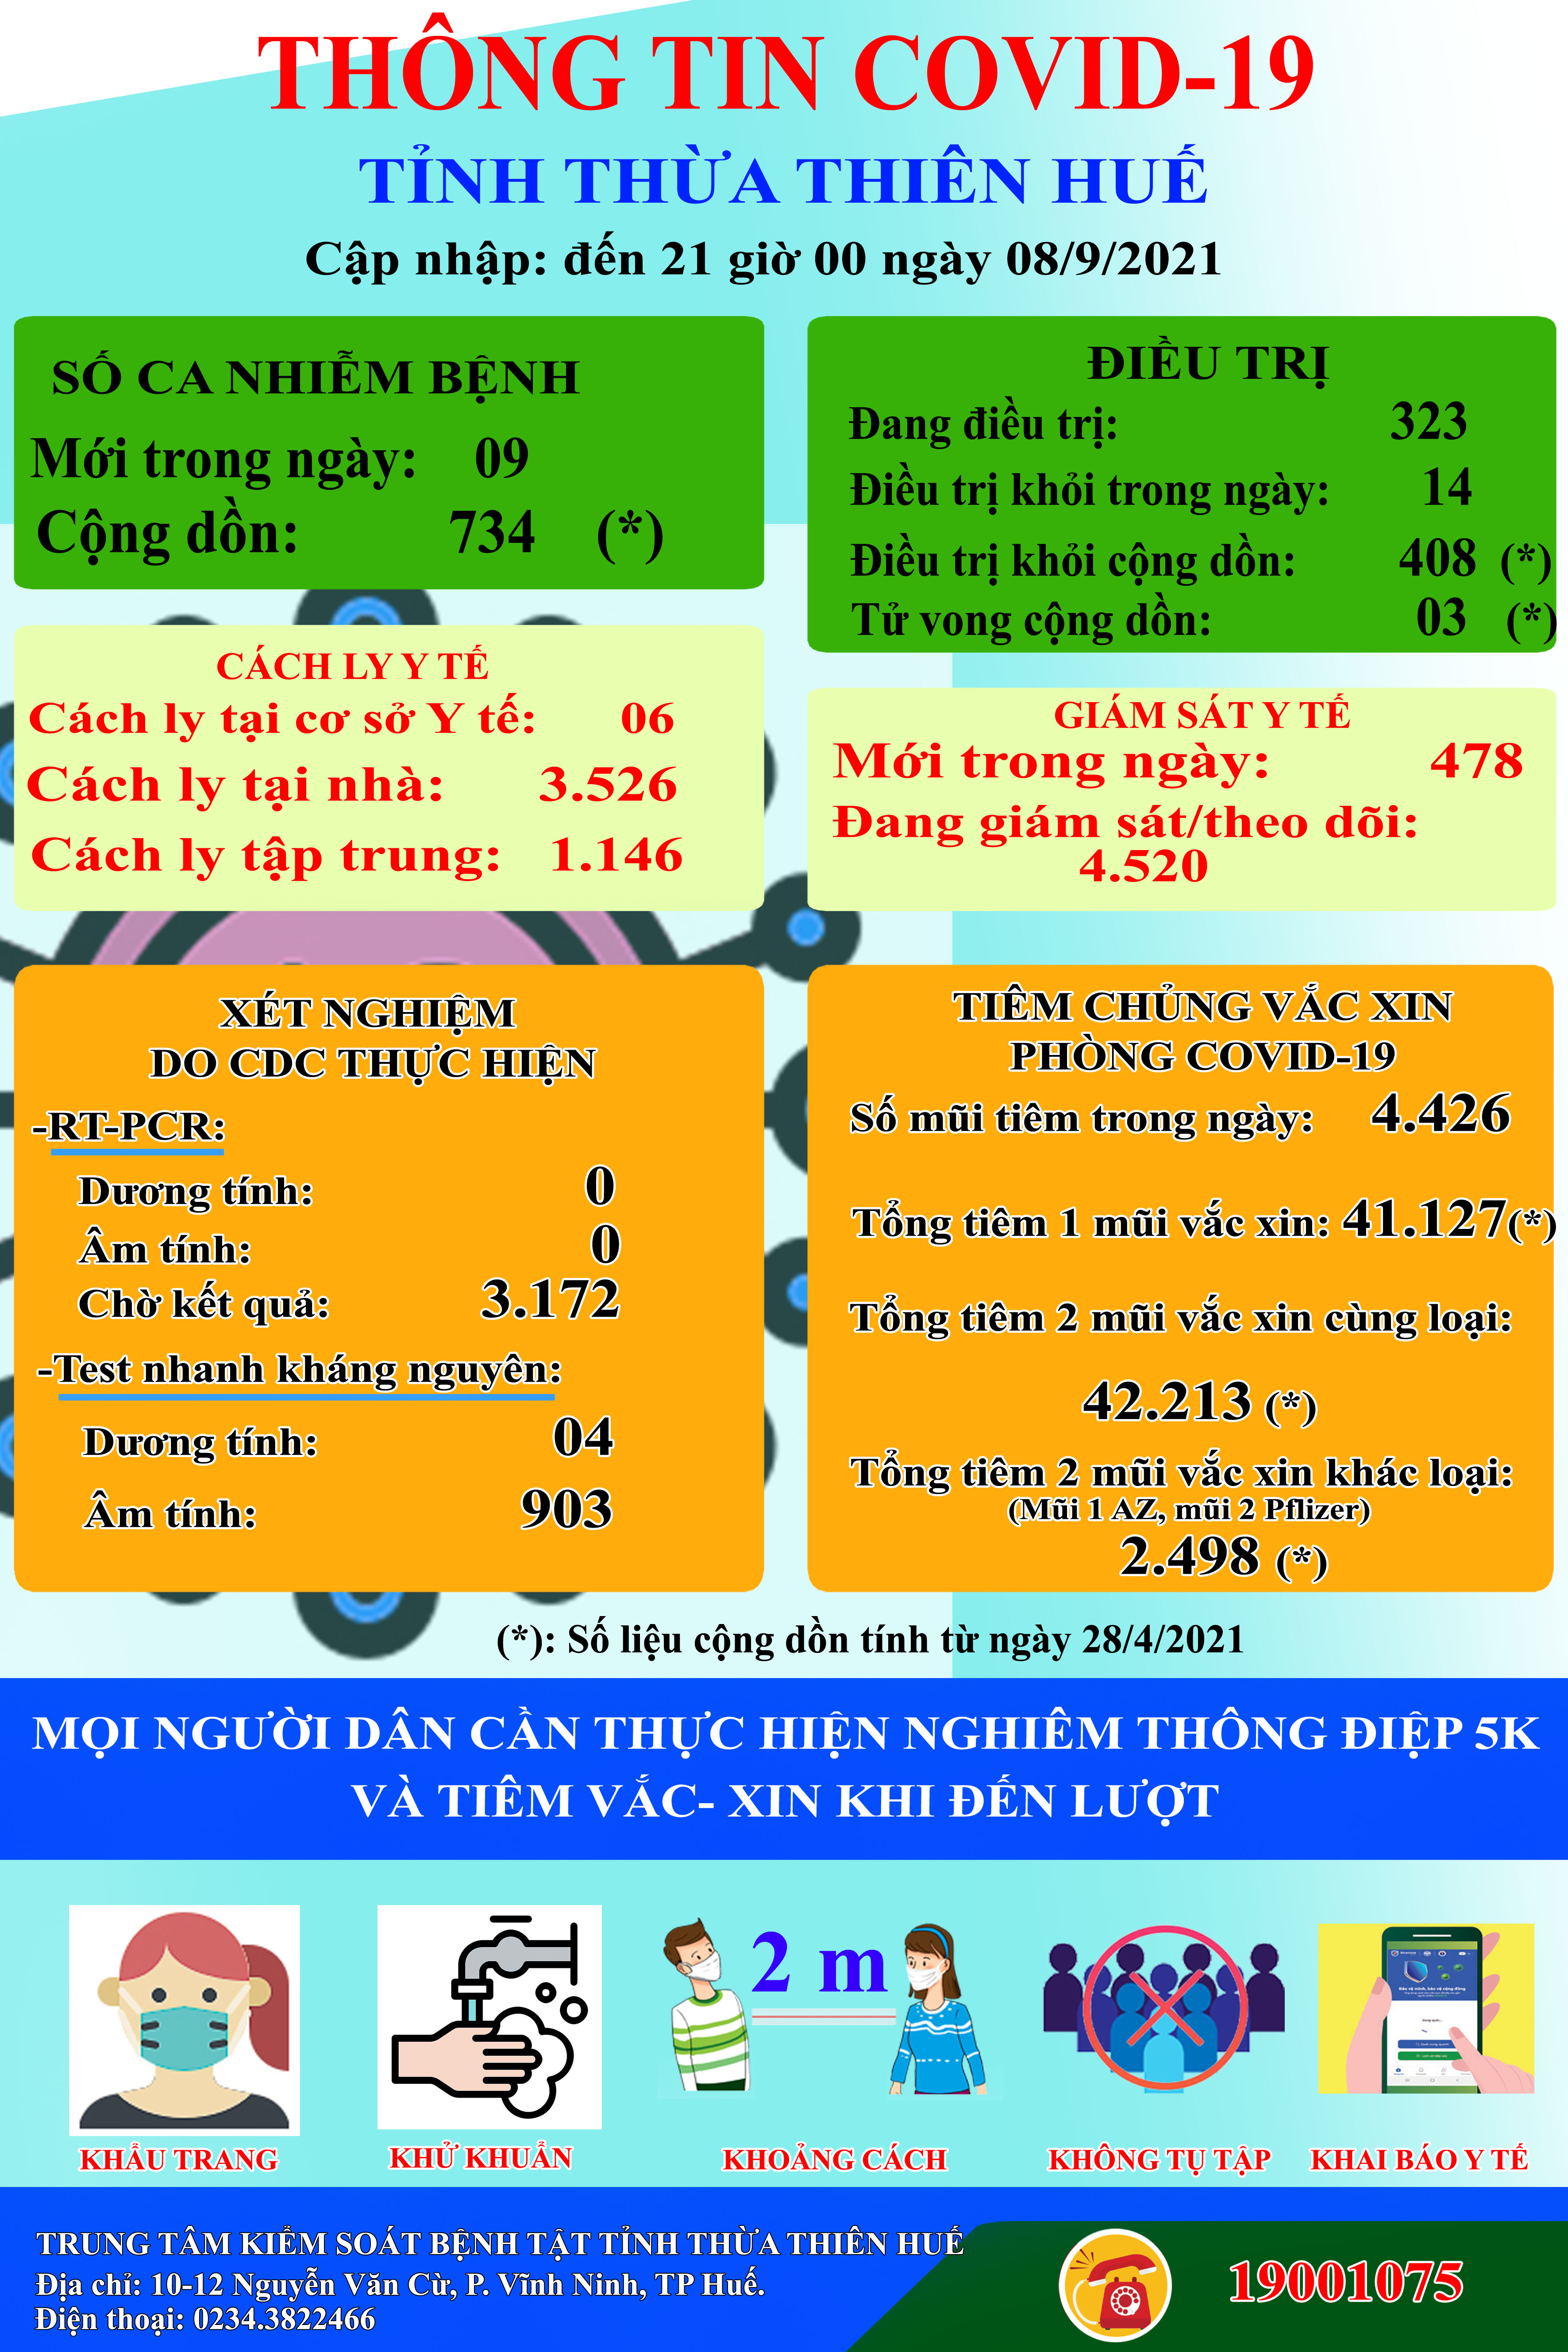 THÔNG TIN COVID-19
TỈNH THỪA THIÊN HUẾ
Cập nhập: đến 21 giờ 00 ngày 08/9/2021
SỐ CA NHIỄM BỆNH
Mới trong ngày: 09
Cộng dồn: 734 (*)
ĐIỀU TRỊ
Đang điều trị: 323
Điều trị khỏi trong ngày: 14
Điều trị khỏi cộng dồn: 408 (*)
Tử vong cộng dồn: 03 (*)
CÁCH LY Y TẾ
Cách ly tại cơ sở Y tế: 06
Cách ly tại nhà: 3.526
Cách ly tập trung: 1.146
GIÁM SÁT Y TẾ
Mới trong ngày: 478
Đang giám sát/theo dõi:
4.520
XÉT NGHIỆM
DO CDC THỰC HIỆN
-RT-PCR:
Dương tính: 0
Âm tính: 0
Chờ kết quả: 3.172
-Test nhanh kháng nguyên:
Dương tính: 04
Âm tính: 903
TIÊM CHỦNG VẮC XIN
PHÒNG COVID-19
Số mũi tiêm trong ngày: 4.426
Tổng tiêm 1 mũi vắc xin: 41.127(*)
Tổng tiêm 2 mũi vắc xin cùng loại:
42.213 (*)
Tổng tiêm 2 mũi vắc xin khác loại:
(Mũi 1 AZ, mũi 2 Pflizer)
2.498 (*)
(*): Số liệu cộng dồn tính từ ngày 28/4/2021
MỌI NGƯỜI DÂN CẦN THỰC HIỆN NGHIÊM THÔNG ĐIỆP 5K
VÀ TIÊM VẮC- XIN KHI ĐẾN LƯỢT
2 m
KHẨU TRANG
KHỬ KHUẨN
KHOẢNG CÁCH
KHÔNG TỤ TẬP
KHAI BÁO Y TẾ
TRUNG TÂM KIỂM SOÁT BỆNH TẬT TỈNH THỪA THIÊN HUẾ
Địa chỉ: 10-12 Nguyễn Văn Cừ, P. Vĩnh Ninh, TP Huế.
Điện thoại: 0234.3822466
19001075